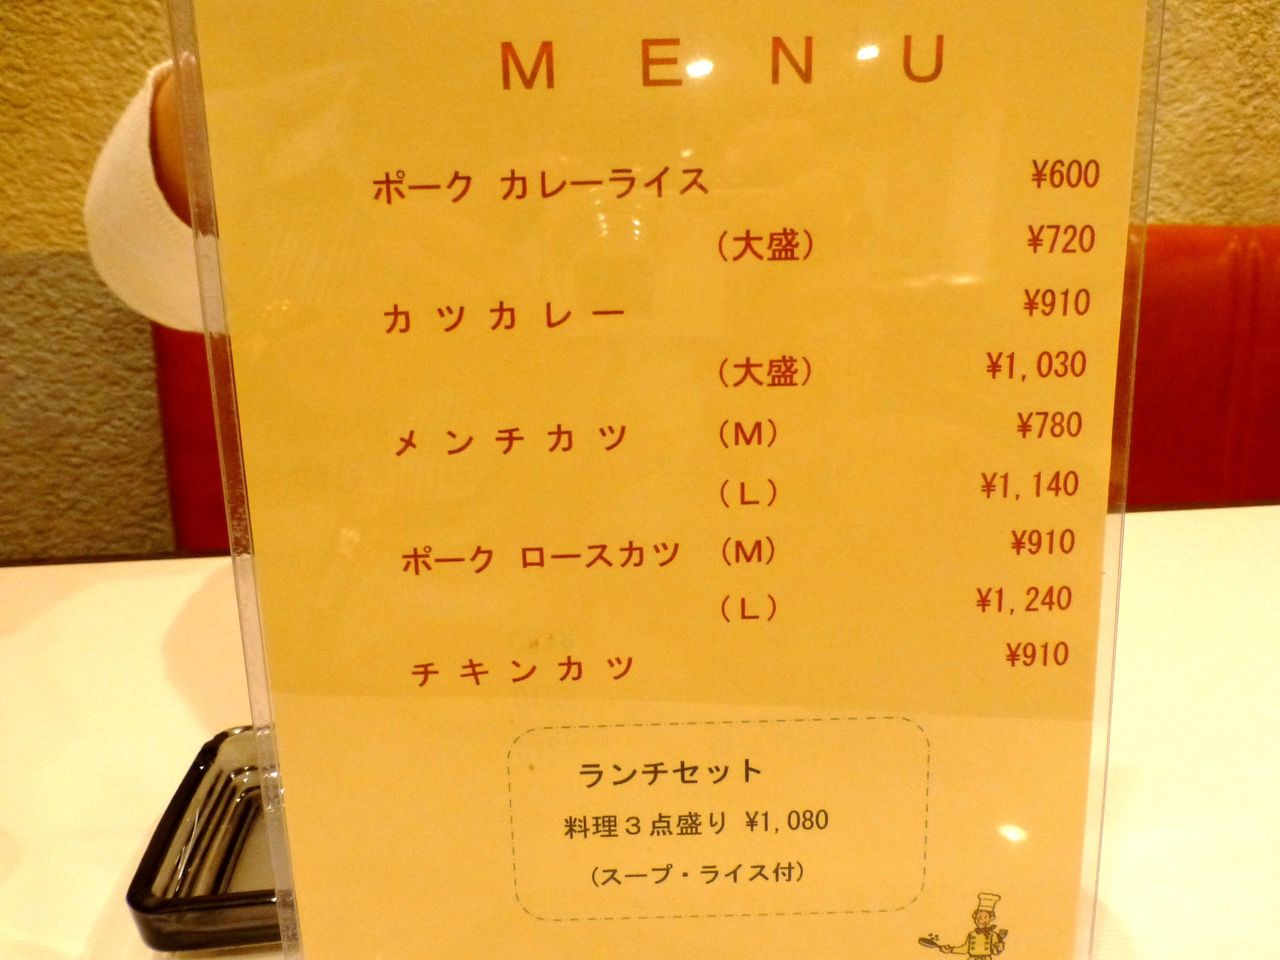 ＭＥＮＵ
ポーク カレーライス ¥600
（大盛） ¥720
カツカレー ¥910
（大盛） ¥1,030
メンチカツ （Ｍ） ¥780
（Ｌ） ¥1,140
ポーク ロースカツ （Ｍ） ¥910
（Ｌ） ¥1,240
チキンカツ ¥910
ランチセット
料理３点盛り ¥1,080
（スープ・ライス付）